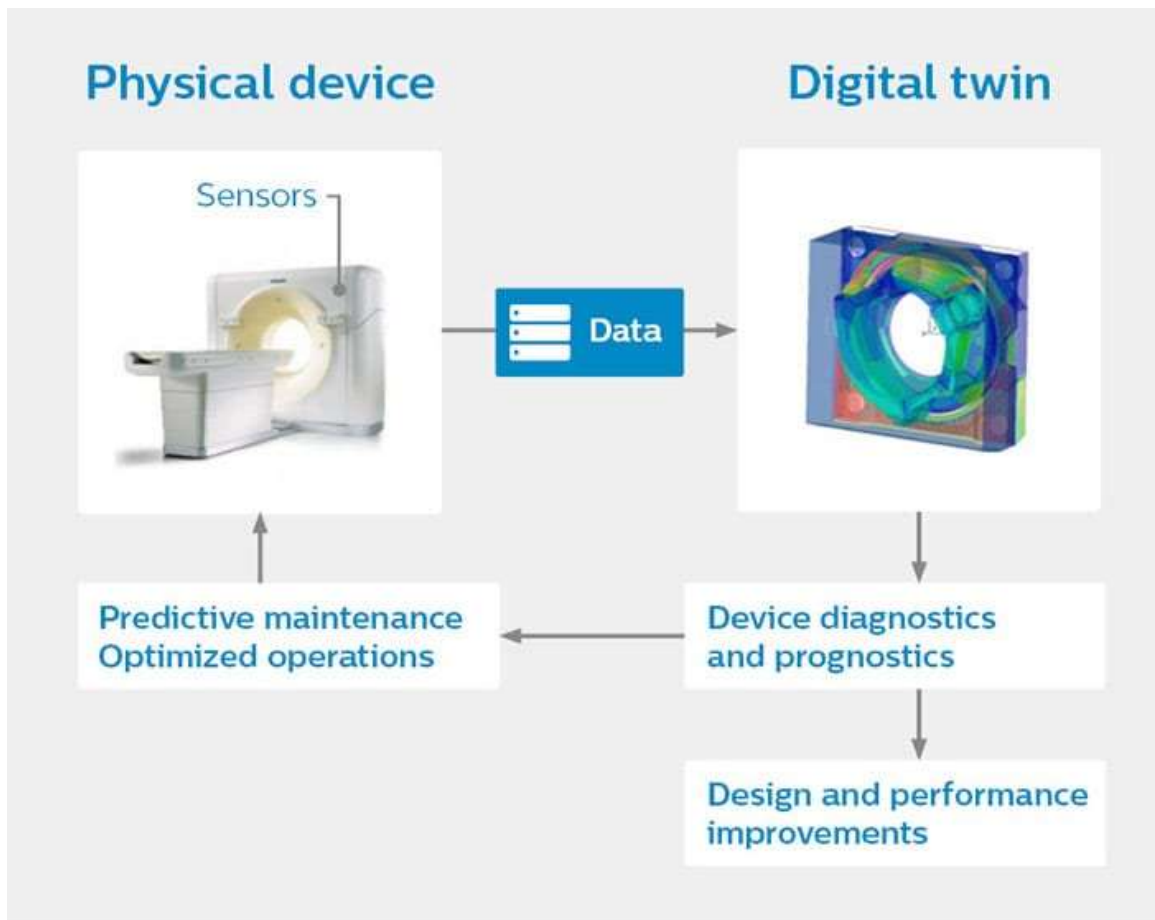 Physical device
Digital twin
Sensors
Data
Predictive maintenance
Optimized operations
Device diagnostics
and prognostics
Design and performance
improvements